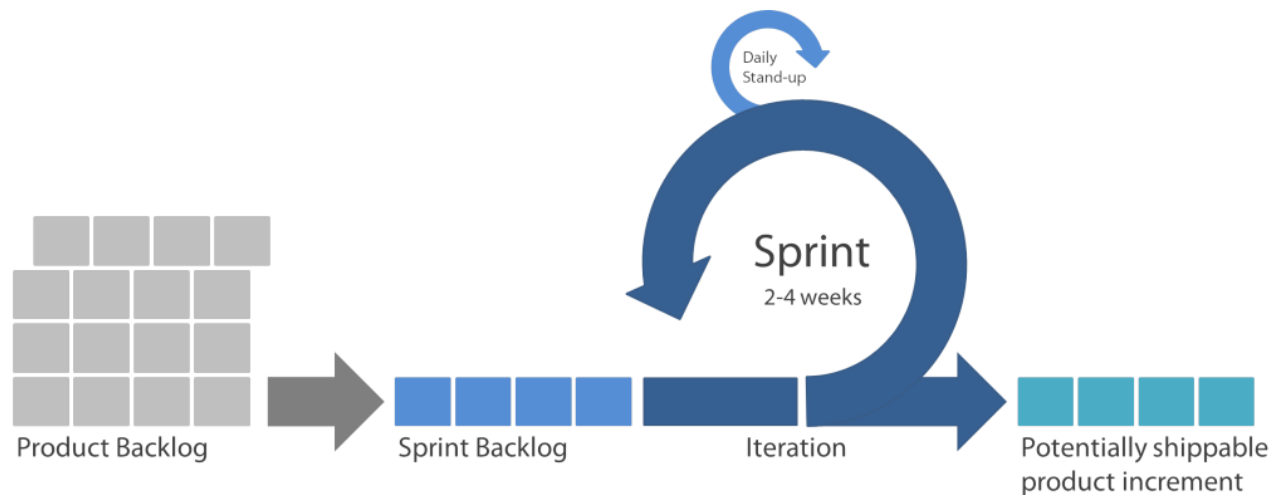 Daily
Stand-up
Sprint
2-4 weeks
Product Backlog
Sprint Backlog
Iteration
Potentially shippable
product increment